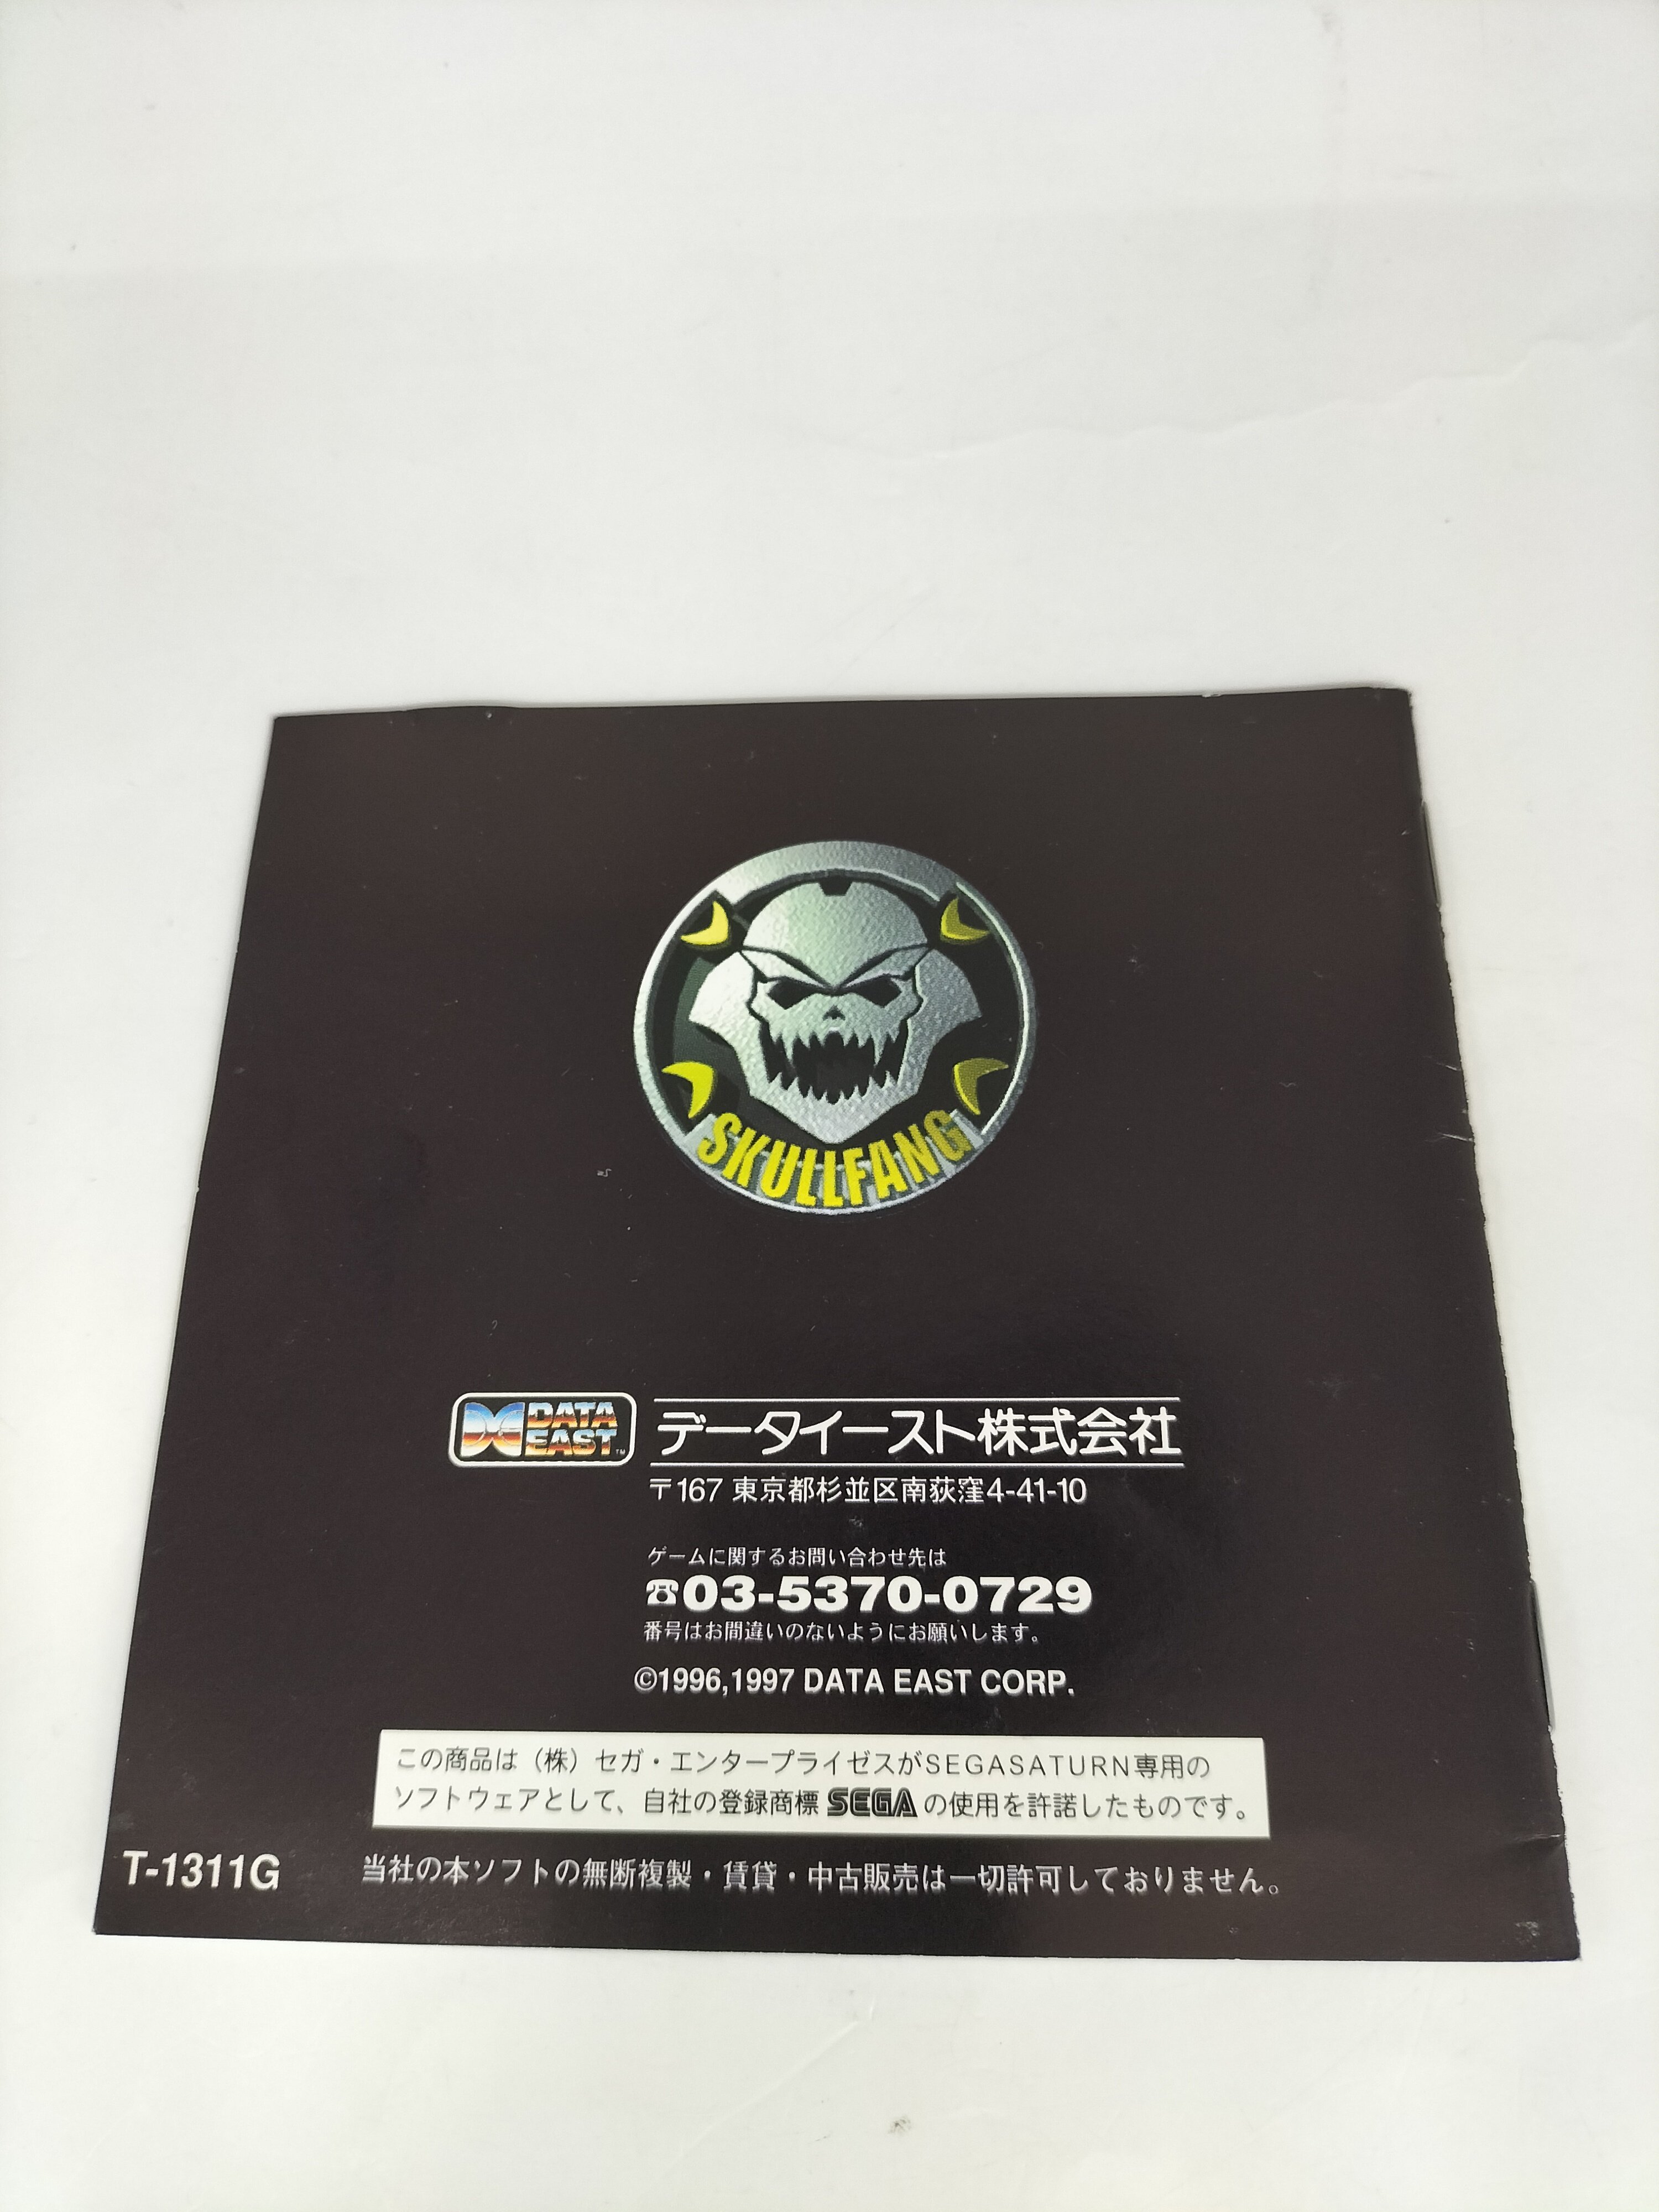 SKULLFANG
DATA EAST™ データイースト株式会社
〒167 東京都杉並区南荻窪4-41-10
ゲームに関するお問い合わせ先は
☎03-5370-0729
番号はお間違いのないようにお願いします。
©1996,1997 DATA EAST CORP.
この商品は（株）セガ・エンタープライゼスがSEGASATURN専用の
ソフトウェアとして、自社の登録商標 SEGA の使用を許諾したものです。
T-1311G 当社の本ソフトの無断複製・賃貸・中古販売は一切許可しておりません。